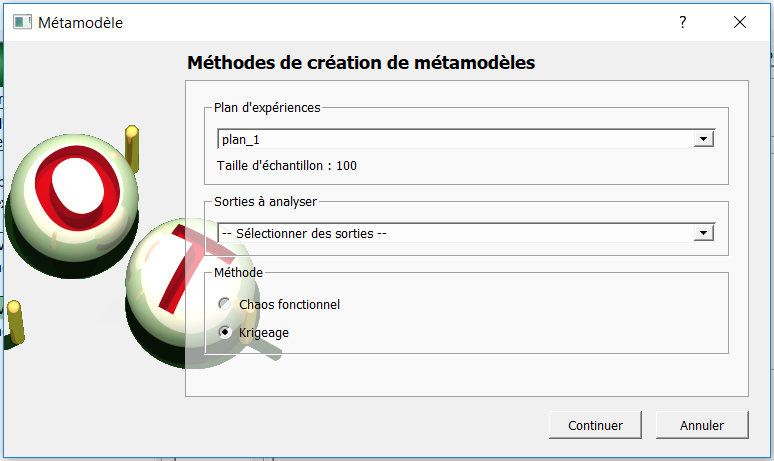 Métamodèle
?
Méthodes de création de métamodèles
Plan d'expériences
plan_1
Taille d'échantillon : 100
Sorties à analyser
-- Sélectionner des sorties --
Méthode
Chaos fonctionnel
Krigeage
O
T
Continuer
Annuler